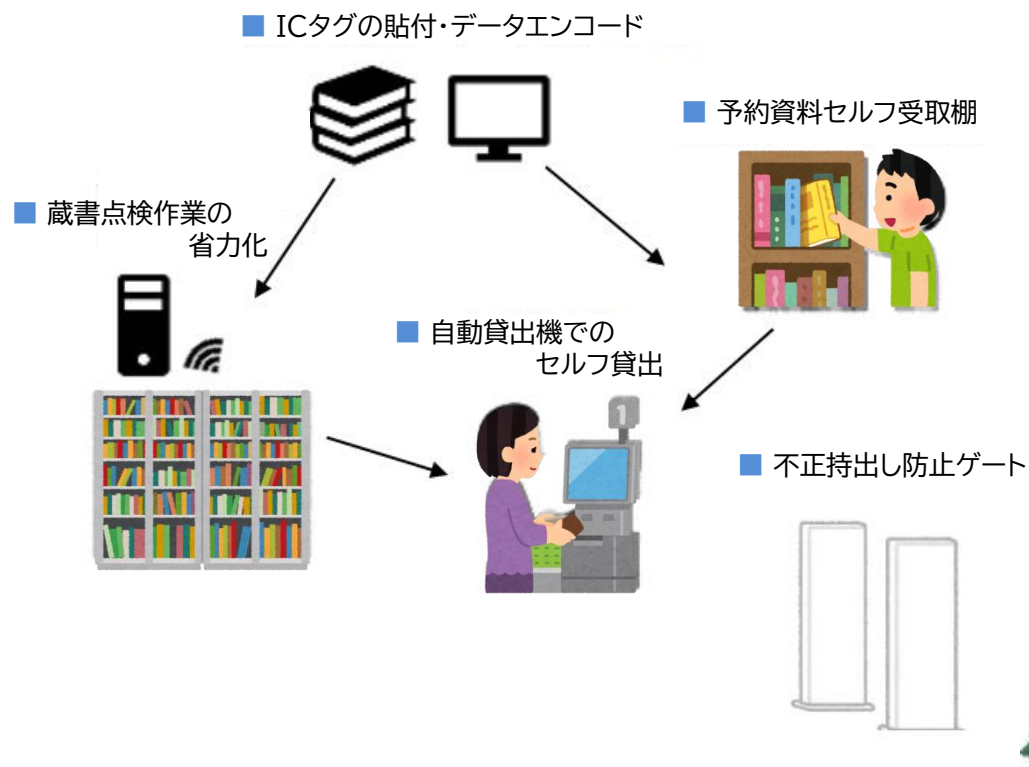 ■ ICタグの貼付・データエンコード
■ 予約資料セルフ受取棚
■ 蔵書点検作業の
省力化
■ 自動貸出機での
セルフ貸出
1
■ 不正持出し防止ゲート